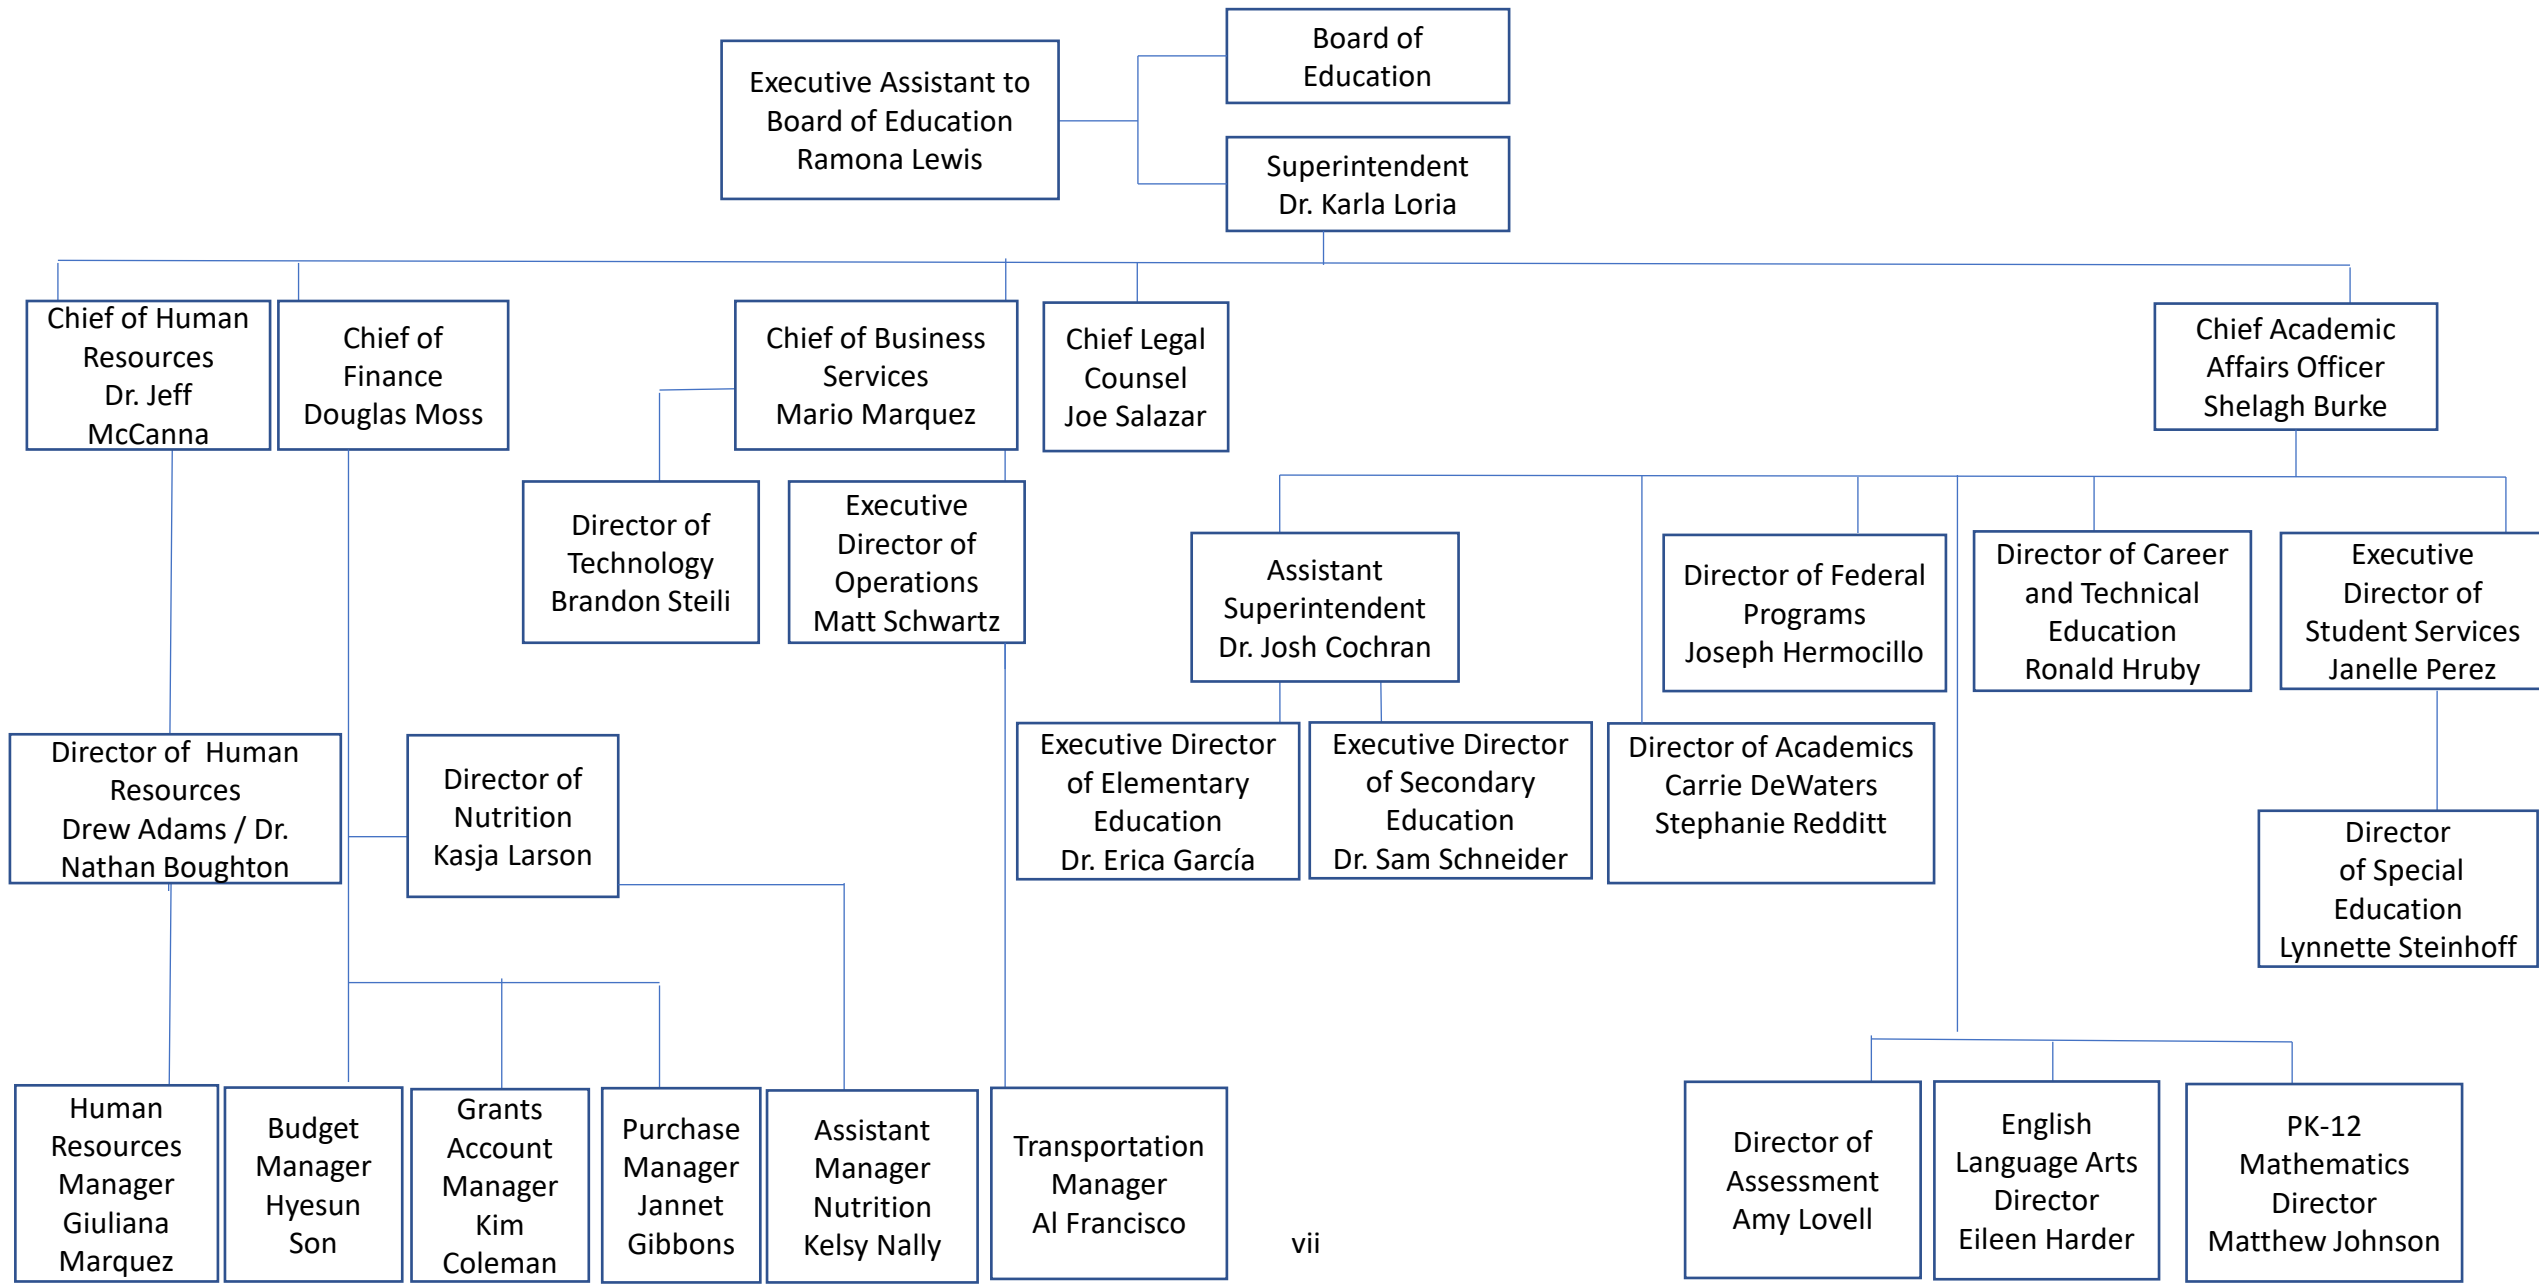 Board of
Education
Executive Assistant to
Board of Education
Ramona Lewis
Superintendent
Dr. Karla Loria
Chief of Human
Resources
Dr. Jeff
McCanna
Chief of
Finance
Douglas Moss
Chief of Business
Services
Mario Marquez
Chief Legal
Counsel
Joe Salazar
Chief Academic
Affairs Officer
Shelagh Burke
Director of
Technology
Brandon Steili
Executive
Director of
Operations
Matt Schwartz
Assistant
Superintendent
Dr. Josh Cochran
Director of Federal
Programs
Joseph Hermocillo
Director of Career
and Technical
Education
Ronald Hruby
Executive
Director of
Student Services
Janelle Perez
Director of  Human
Resources
Drew Adams / Dr.
Nathan Boughton
Director of
Nutrition
Kasja Larson
Executive Director
of Elementary
Education
Dr. Erica García
Executive Director
of Secondary
Education
Dr. Sam Schneider
Director of Academics
Carrie DeWaters
Stephanie Redditt
Director
of Special
Education
Lynnette Steinhoff
Human
Resources
Manager
Giuliana
Marquez
Budget
Manager
Hyesun
Son
Grants
Account
Manager
Kim
Coleman
Purchase
Manager
Jannet
Gibbons
Assistant
Manager
Nutrition
Kelsy Nally
Transportation
Manager
Al Francisco
vii
Director of
Assessment
Amy Lovell
English
Language Arts
Director
Eileen Harder
PK-12
Mathematics
Director
Matthew Johnson